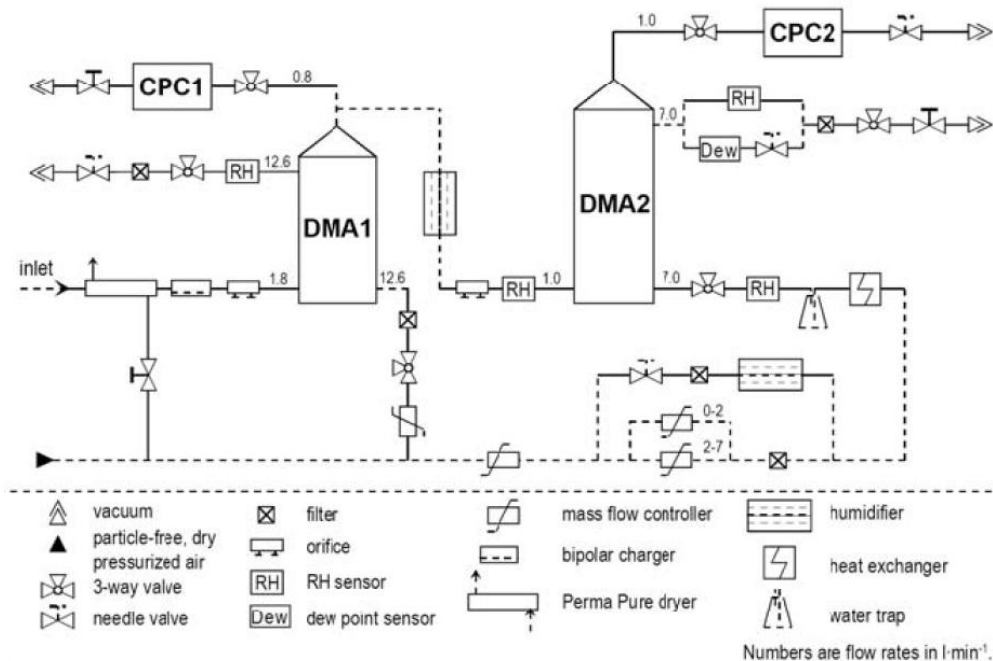 1.0
CPC2
CPC1
0.8
RH
7.0
Dew
12.6
RH
DMA1
DMA2
inlet
1.8
12.6
RH
1.0
7.0
RH
0-2
2-7
vacuum
particle-free, dry
pressurized air
3-way valve
needle valve
filter
orifice
RH
RH sensor
Dew
dew point sensor
mass flow controller
bipolar charger
Perma Pure dryer
humidifier
heat exchanger
water trap
Numbers are flow rates in l·min⁻¹.